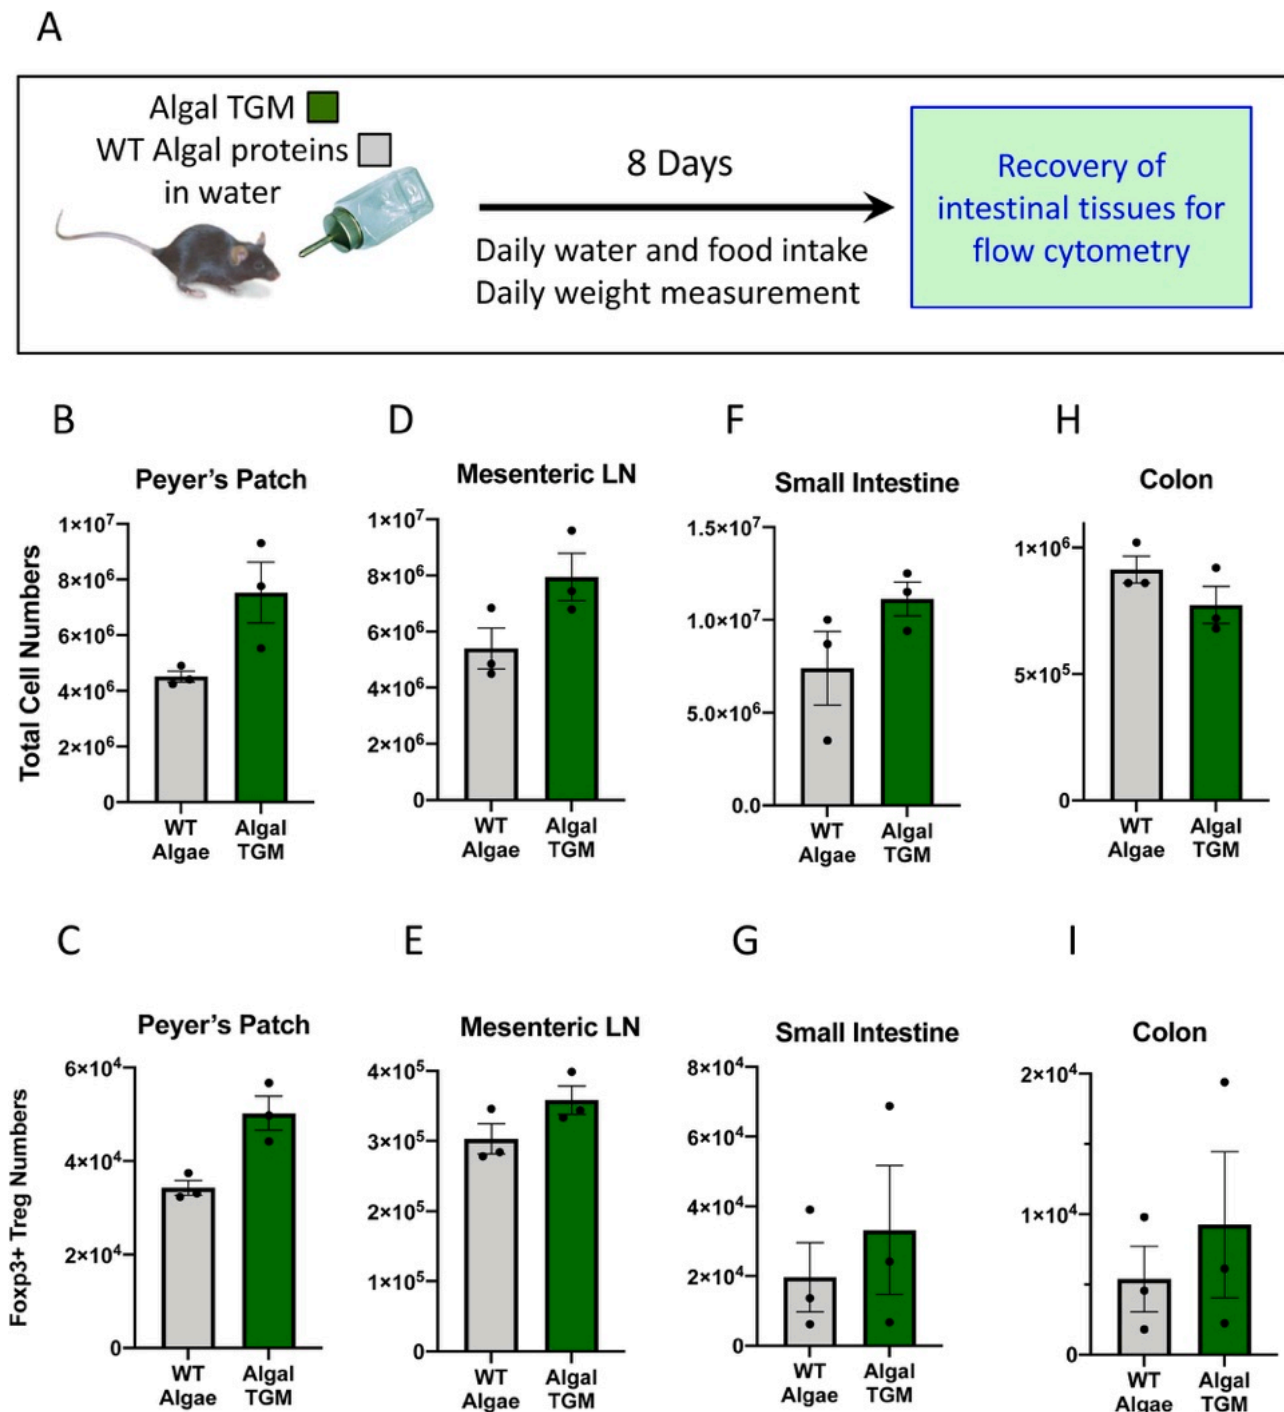 A
Algal TGM
WT Algal proteins
in water
8 Days
Daily water and food intake
Daily weight measurement
Recovery of
intestinal tissues for
flow cytometry
B
D
F
H
Peyer's Patch
Mesenteric LN
Small Intestine
Colon
Total Cell Numbers
1×10⁷
8×10⁶
6×10⁶
4×10⁶
2×10⁶
0
WT
Algae
Algal
TGM
1×10⁷
8×10⁶
6×10⁶
4×10⁶
2×10⁶
0
WT
Algae
Algal
TGM
1.5×10⁷
1.0×10⁷
5.0×10⁶
0.0
WT
Algae
Algal
TGM
1×10⁶
5×10⁵
0
WT
Algae
Algal
TGM
C
E
G
I
Peyer's Patch
Mesenteric LN
Small Intestine
Colon
Foxp3+ Treg Numbers
6×10⁴
4×10⁴
2×10⁴
0
WT
Algae
Algal
TGM
4×10⁵
3×10⁵
2×10⁵
1×10⁵
0
WT
Algae
Algal
TGM
8×10⁴
6×10⁴
4×10⁴
2×10⁴
0
WT
Algae
Algal
TGM
2×10⁴
1×10⁴
0
WT
Algae
Algal
TGM